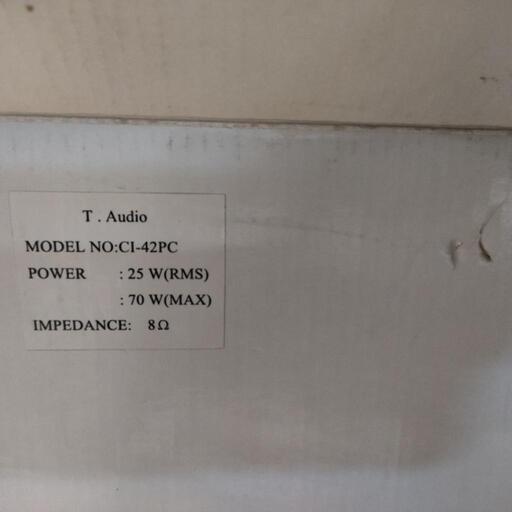 T . Audio
MODEL NO:CI-42PC
POWER : 25 W(RMS)
: 70 W(MAX)
IMPEDANCE: 8Ω